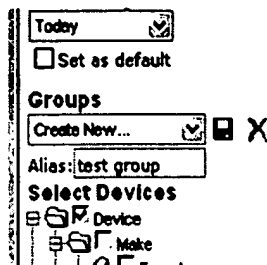 Today
Set as default
Groups
Create New...
Alias: test group
Select Devices
Device
Make